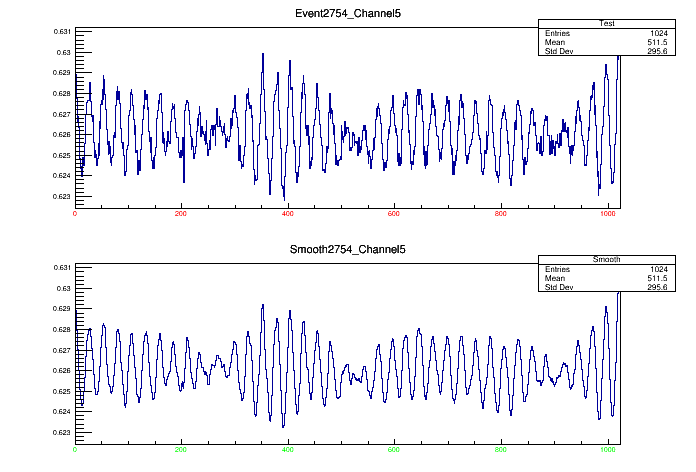 Event2754_Channel5
Test
Entries 1024
Mean 511.5
Std Dev 295.6
0.631
0.63
0.629
0.628
0.627
0.626
0.625
0.624
0.623
0 200 400 600 800 1000
Smooth2754_Channel5
Smooth
Entries 1024
Mean 511.5
Std Dev 295.6
0.631
0.63
0.629
0.628
0.627
0.626
0.625
0.624
0.623
0 200 400 600 800 1000